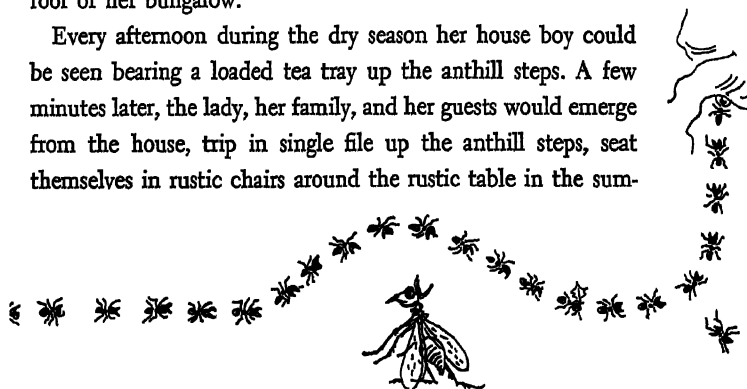 roof of her bungalow.
Every afternoon during the dry season her house boy could
be seen bearing a loaded tea tray up the anthill steps. A few
minutes later, the lady, her family, and her guests would emerge
from the house, trip in single file up the anthill steps, seat
themselves in rustic chairs around the rustic table in the sum-